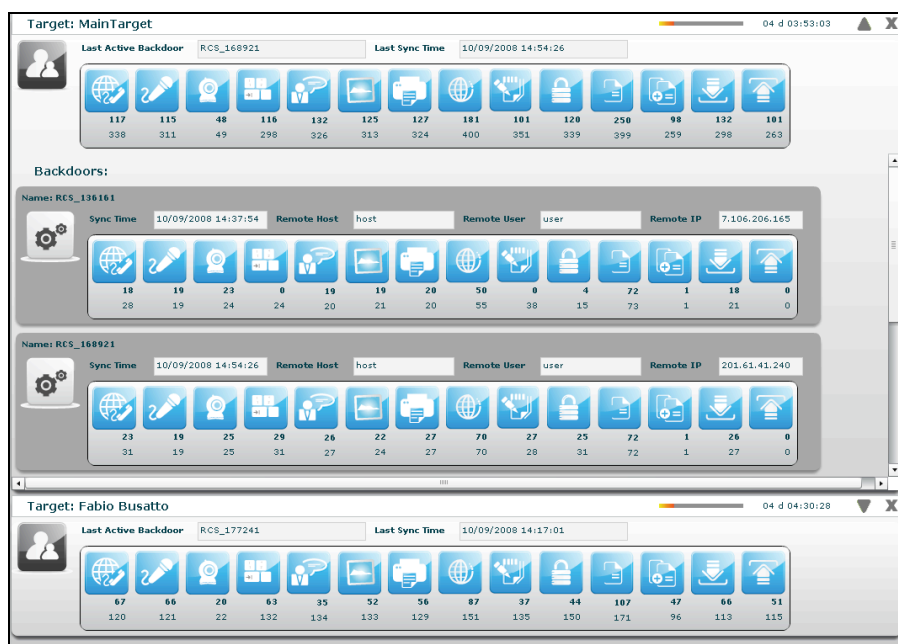 Target: MainTarget 04 d 03:53:03 X
Last Active Backdoor RCS_168921 Last Sync Time 10/09/2008 14:54:26
117 115 48 116 132 125 127 181 101 120 250 98 132 101
338 311 49 298 326 313 324 400 351 339 399 259 298 263
Backdoors:
Name: RCS_136161
Sync Time 10/09/2008 14:37:54 Remote Host host Remote User user Remote IP 7.106.206.165
18 19 23 0 19 19 20 50 0 4 72 1 18 0
28 19 24 24 20 21 20 55 38 15 73 1 21 0
Name: RCS_168921
Sync Time 10/09/2008 14:54:26 Remote Host host Remote User user Remote IP 201.61.41.240
23 19 25 29 26 22 27 70 27 25 72 1 26 0
31 19 25 31 27 24 27 70 28 31 72 1 27 0
Target: Fabio Busatto 04 d 04:30:28 X
Last Active Backdoor RCS_177241 Last Sync Time 10/09/2008 14:17:01
67 66 20 63 35 52 56 87 37 44 107 47 66 51
120 121 22 132 134 133 129 151 135 150 171 96 113 115